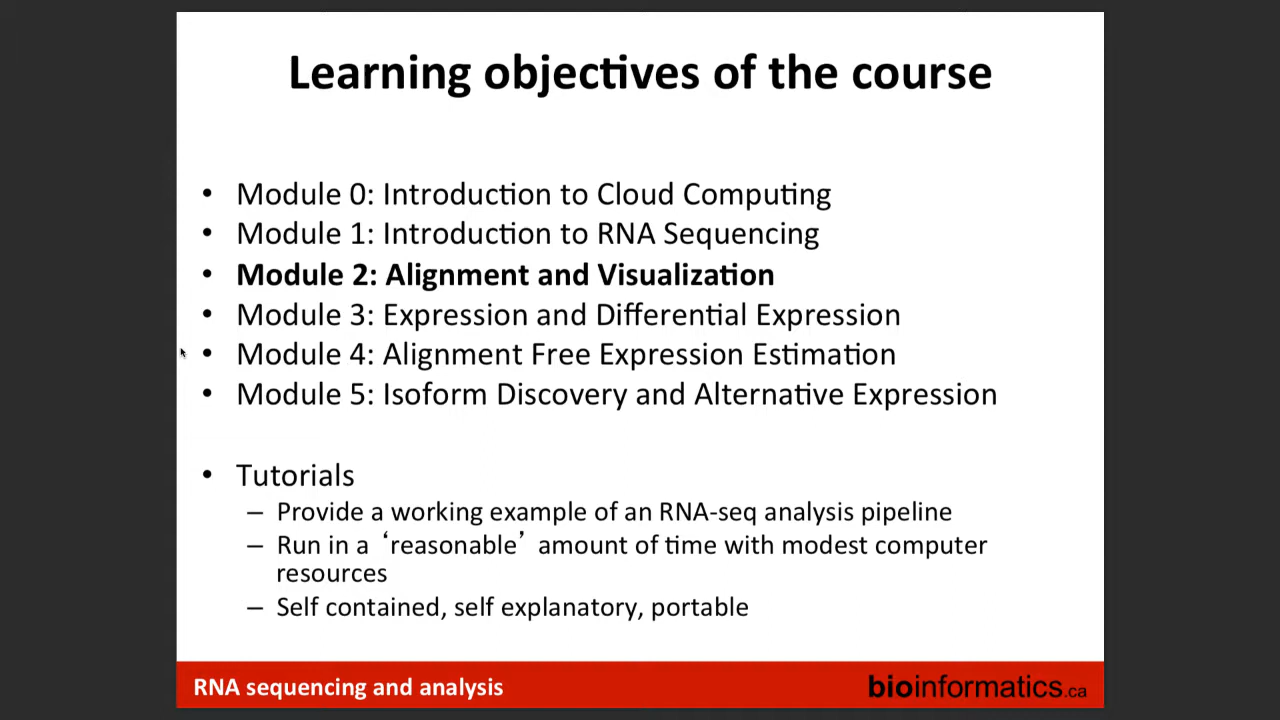 Learning objectives of the course
• Module 0: Introduction to Cloud Computing
• Module 1: Introduction to RNA Sequencing
• Module 2: Alignment and Visualization
• Module 3: Expression and Differential Expression
• Module 4: Alignment Free Expression Estimation
• Module 5: Isoform Discovery and Alternative Expression
• Tutorials
– Provide a working example of an RNA-seq analysis pipeline
– Run in a ‘reasonable’ amount of time with modest computer
resources
– Self contained, self explanatory, portable
RNA sequencing and analysis
bioinformatics.ca